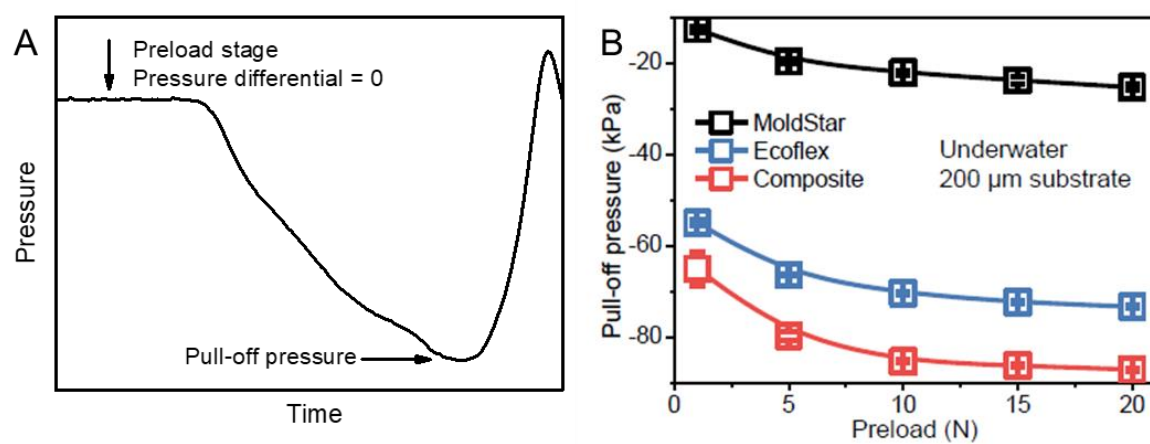 A
Preload stage
Pressure differential = 0
Pressure
Pull-off pressure
Time
B
Pull-off pressure (kPa)
-20
-40
-60
-80
MoldStar
Ecoflex
Composite
Underwater
200 µm substrate
0 5 10 15 20
Preload (N)